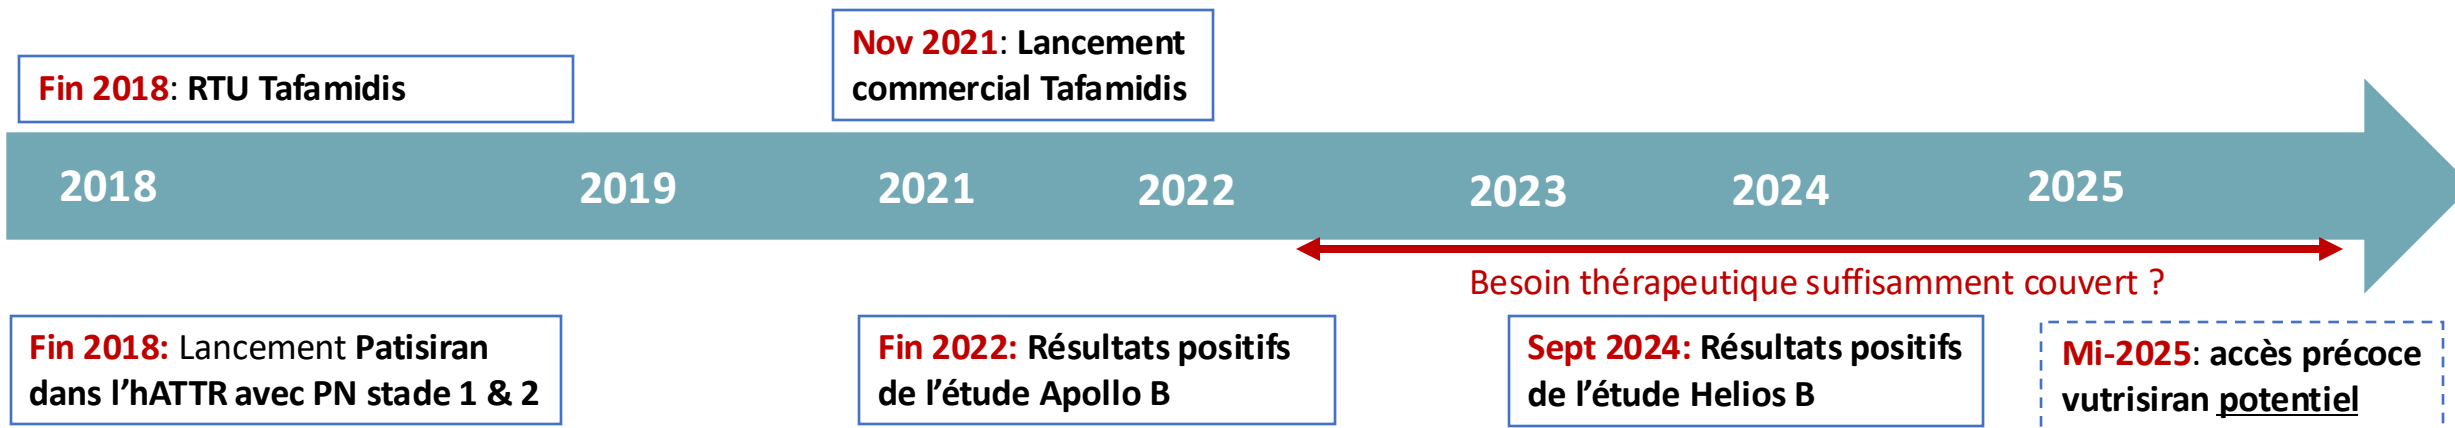 Fin 2018: RTU Tafamidis
Nov 2021: Lancement
commercial Tafamidis
2018 2019 2021 2022 2023 2024 2025
Besoin thérapeutique suffisamment couvert ?
Fin 2018: Lancement Patisiran
dans l’hATTR avec PN stade 1 & 2
Fin 2022: Résultats positifs
de l’étude Apollo B
Sept 2024: Résultats positifs
de l’étude Helios B
Mi-2025: accès précoce
vutrisiran potentiel